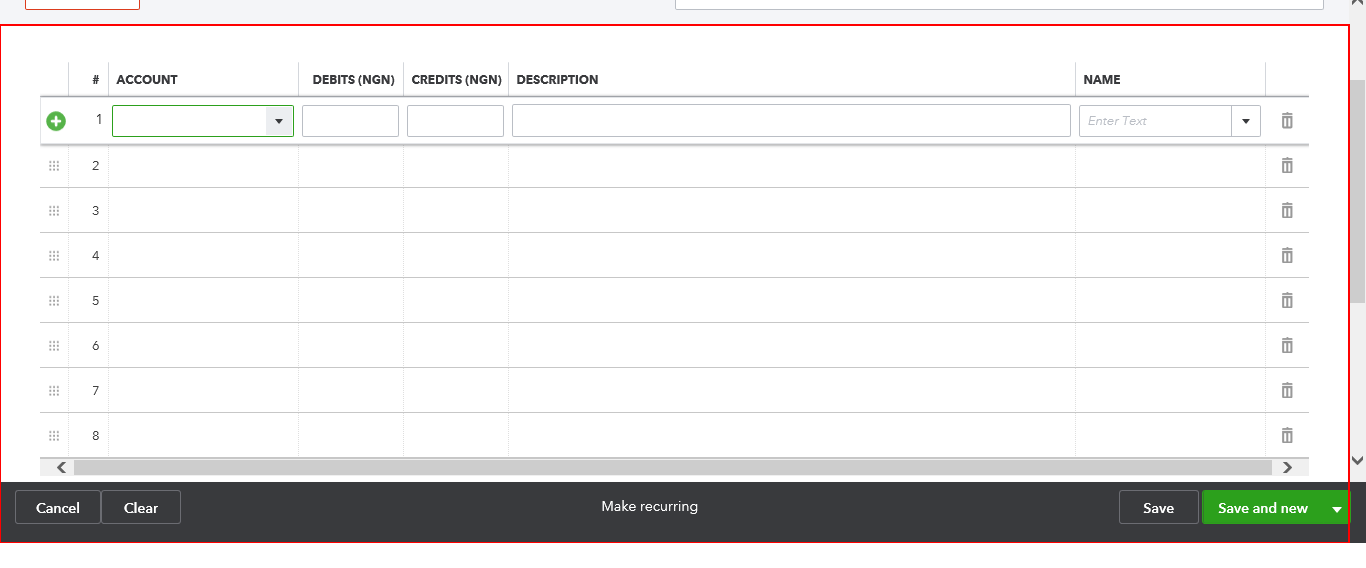 # ACCOUNT DEBITS (NGN) CREDITS (NGN) DESCRIPTION NAME
1 Enter Text
2
3
4
5
6
7
8
Cancel Clear Make recurring Save Save and new